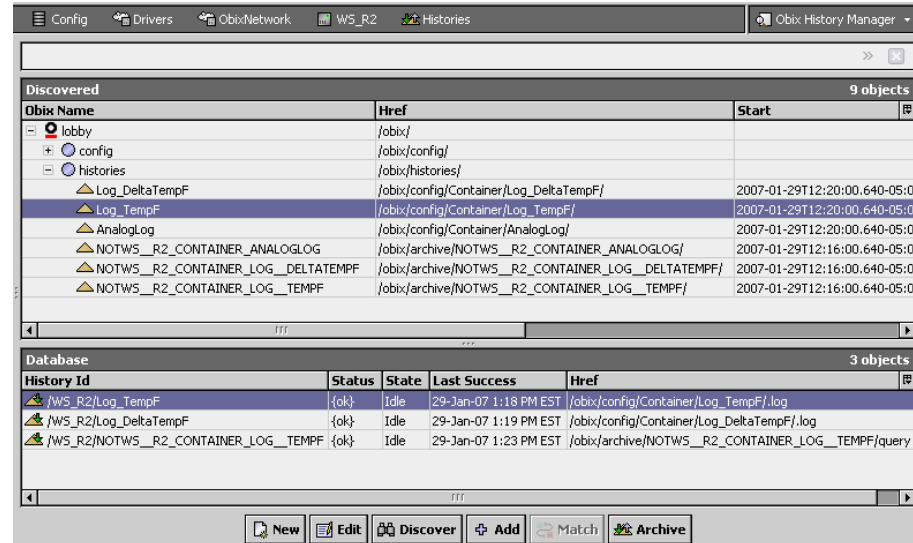 Config Drivers ObixNetwork WS_R2 Histories Obix History Manager
Discovered 9 objects
Obix Name Href Start
lobby /obix/
config /obix/config/
histories /obix/histories/
Log_DeltaTempF /obix/config/Container/Log_DeltaTempF/ 2007-01-29T12:20:00.640-05:0
Log_TempF /obix/config/Container/Log_TempF/ 2007-01-29T12:20:00.640-05:0
AnalogLog /obix/config/Container/AnalogLog/ 2007-01-29T12:20:00.640-05:0
NOTWS__R2_CONTAINER_ANALOGLOG /obix/archive/NOTWS__R2_CONTAINER_ANALOGLOG/ 2007-01-29T12:16:00.640-05:0
NOTWS__R2_CONTAINER_LOG__DELTATEMPF /obix/archive/NOTWS__R2_CONTAINER_LOG__DELTATEMPF/ 2007-01-29T12:16:00.640-05:0
NOTWS__R2_CONTAINER_LOG__TEMPF /obix/archive/NOTWS__R2_CONTAINER_LOG__TEMPF/ 2007-01-29T12:16:00.640-05:0
Database 3 objects
History Id Status State Last Success Href
/WS_R2/Log_TempF {ok} Idle 29-Jan-07 1:18 PM EST /obix/config/Container/Log_TempF/.log
/WS_R2/Log_DeltaTempF {ok} Idle 29-Jan-07 1:19 PM EST /obix/config/Container/Log_DeltaTempF/.log
/WS_R2/NOTWS__R2_CONTAINER_LOG__TEMPF {ok} Idle 29-Jan-07 1:23 PM EST /obix/archive/NOTWS__R2_CONTAINER_LOG__TEMPF/query
New Edit Discover Add Match Archive